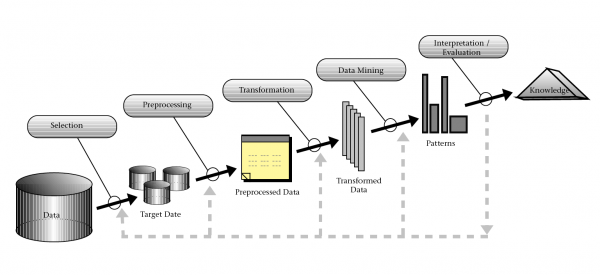 Interpretation /
Evaluation
Data Mining
Transformation
Preprocessing
Selection
Knowledge
Patterns
Transformed
Data
Preprocessed Data
Target Date
Data